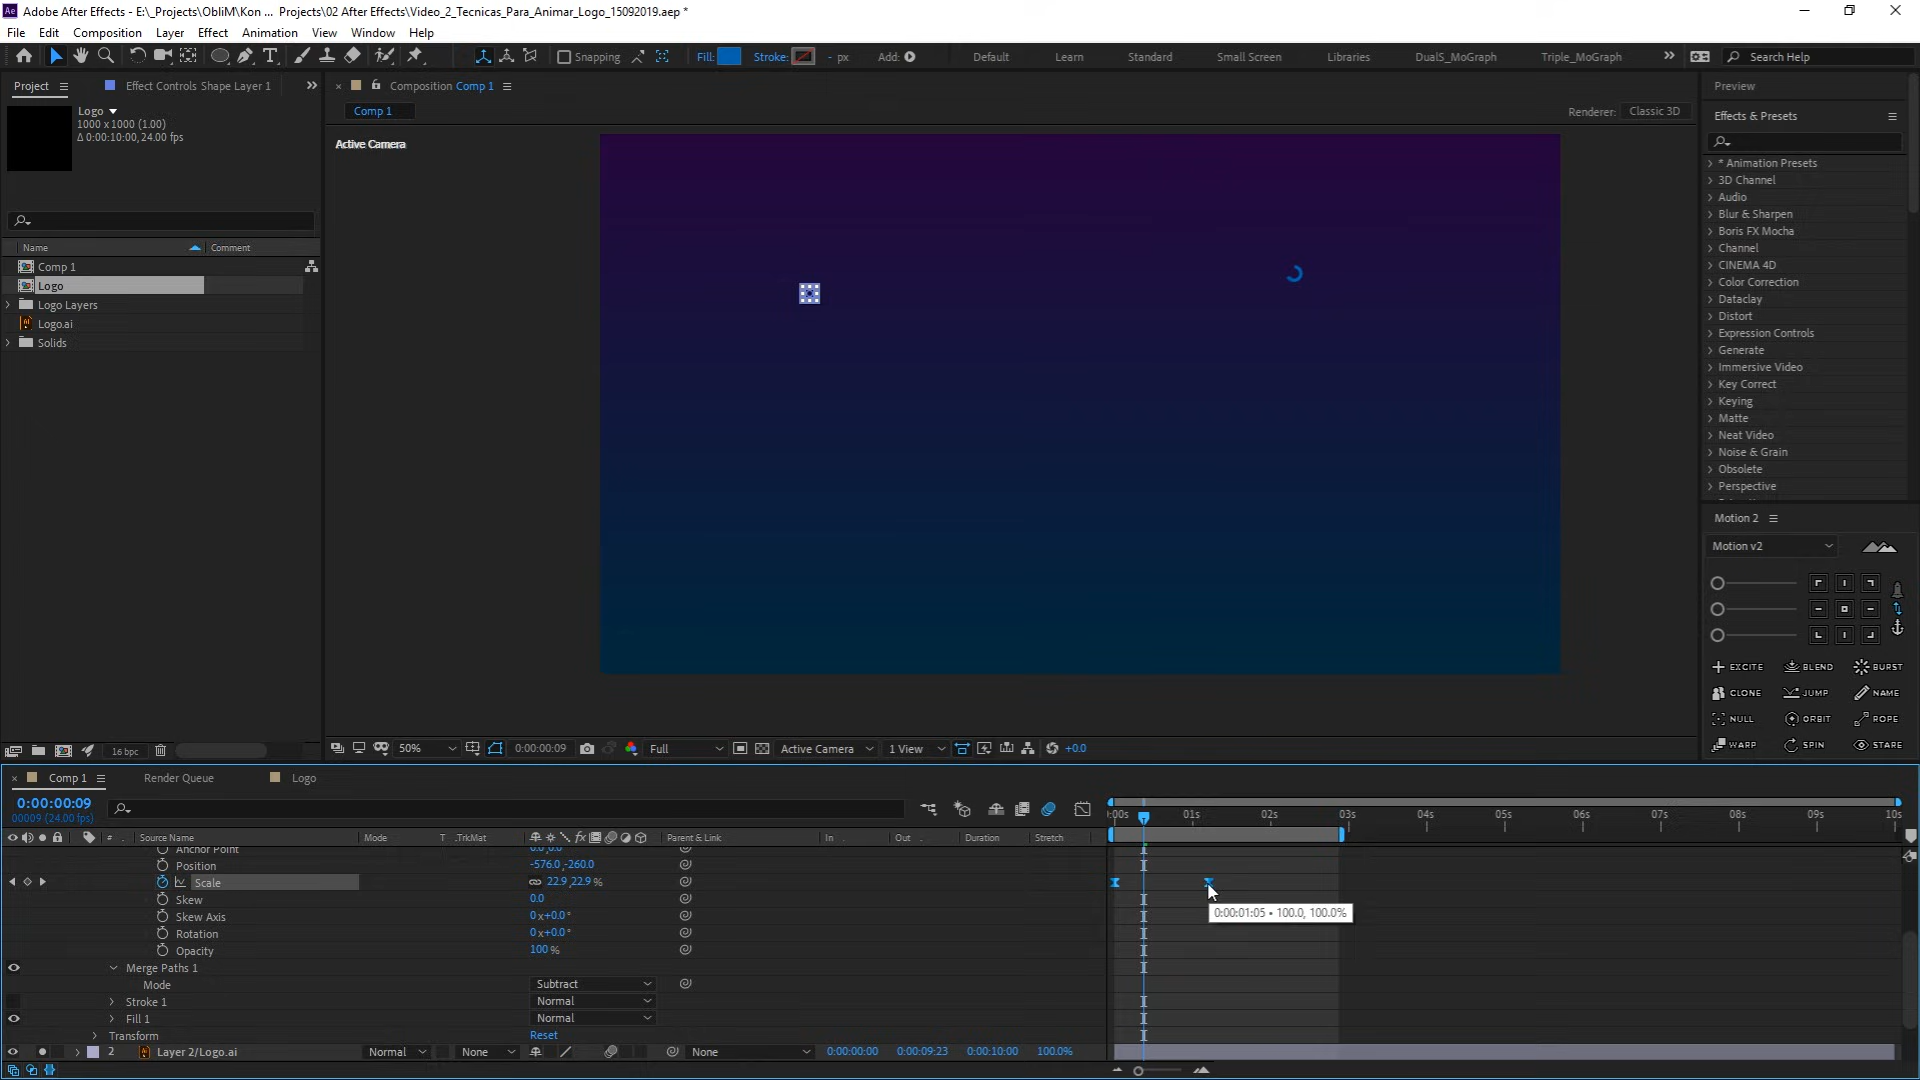 Ae Adobe After Effects - E:\_Projects\ObliM\Kon ... Projects\02 After Effects\Video_2_Tecnicas_Para_Animar_Logo_15092019.aep *
File Edit Composition Layer Effect Animation View Window Help
Snapping Fill: Stroke: - px Add: Default Learn Standard Small Screen Libraries DualS_MoGraph Triple_MoGraph Search Help
Project Effect Controls Shape Layer 1 Composition Comp 1 Preview
Logo
1000 x 1000 (1.00)
Δ 0:00:10:00, 24.00 fps
Comp 1 Renderer: Classic 3D
Active Camera
Name Comment
Comp 1
Logo
Logo Layers
Logo.ai
Solids
Effects & Presets
* Animation Presets
3D Channel
Audio
Blur & Sharpen
Boris FX Mocha
Channel
CINEMA 4D
Color Correction
Dataclay
Distort
Expression Controls
Generate
Immersive Video
Key Correct
Keying
Matte
Neat Video
Noise & Grain
Obsolete
Perspective
Motion 2
Motion v2
EXCITE BLEND BURST
CLONE JUMP NAME
NULL ORBIT ROPE
WARP SPIN STARE
16 bpc 50% 0:00:00:09 Full Active Camera 1 View +0.0
Comp 1 Render Queue Logo
0:00:00:09
00009 (24.00 fps)
:00s 01s 02s 03s 04s 05s 06s 07s 08s 09s 10s
# Source Name Mode T .TrkMat Parent & Link In Out Duration Stretch
Anchor Point 0.0,0.0
Position -576.0,-260.0
Scale 22.9,22.9%
Skew 0.0
0:00:01:05 • 100.0, 100.0%
Skew Axis 0x+0.0°
Rotation 0x+0.0°
Opacity 100%
Merge Paths 1
Mode Subtract
Stroke 1 Normal
Fill 1 Normal
Transform Reset
2 Layer 2/Logo.ai Normal None None 0:00:00:00 0:00:09:23 0:00:10:00 100.0%